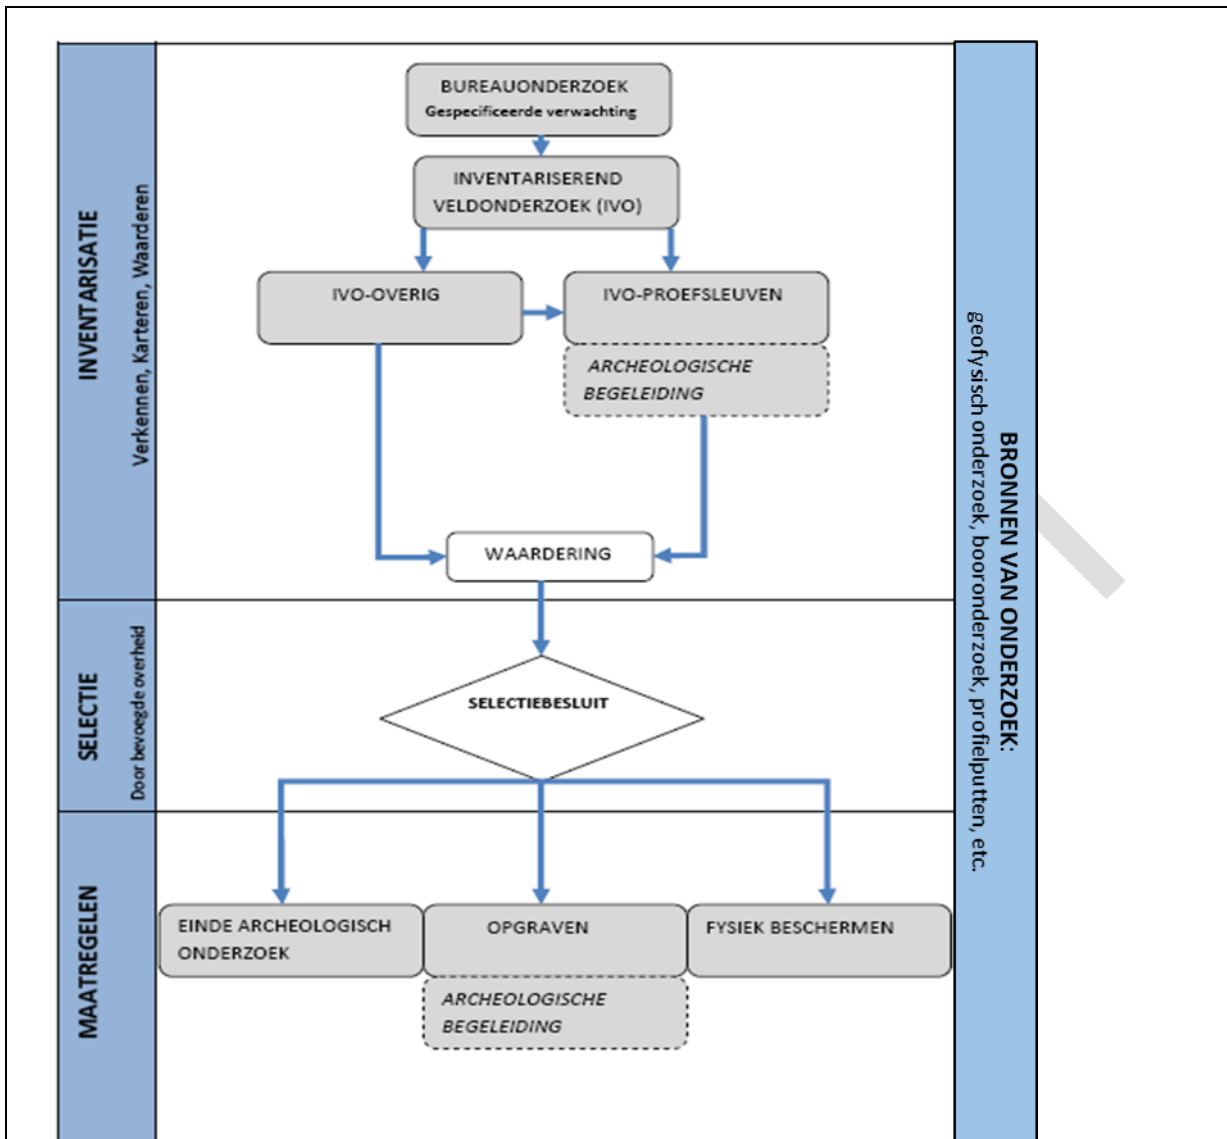 INVENTARISATIE
Verkennen, Karteren, Waarderen
BUREAUONDERZOEK
Gespecificeerde verwachting
INVENTARISEREND
VELDONDERZOEK (IVO)
IVO-OVERIG
IVO-PROEFSLEUVEN
ARCHEOLOGISCHE
BEGELEIDING
WAARDERING
SELECTIE
Door bevoegde overheid
SELECTIEBESLUIT
MAATREGELEN
EINDE ARCHEOLOGISCH
ONDERZOEK
OPGRAVEN
ARCHEOLOGISCHE
BEGELEIDING
FYSIEK BESCHERMEN
BRONNEN VAN ONDERZOEK:
geofysisch onderzoek, booronderzoek, profielputten, etc.